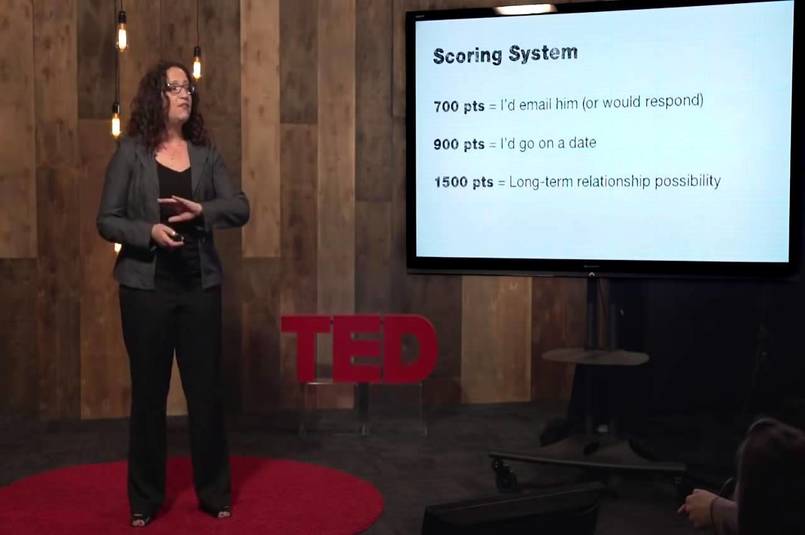 Scoring System
700 pts = I'd email him (or would respond)
900 pts = I'd go on a date
1500 pts = Long-term relationship possibility
TED